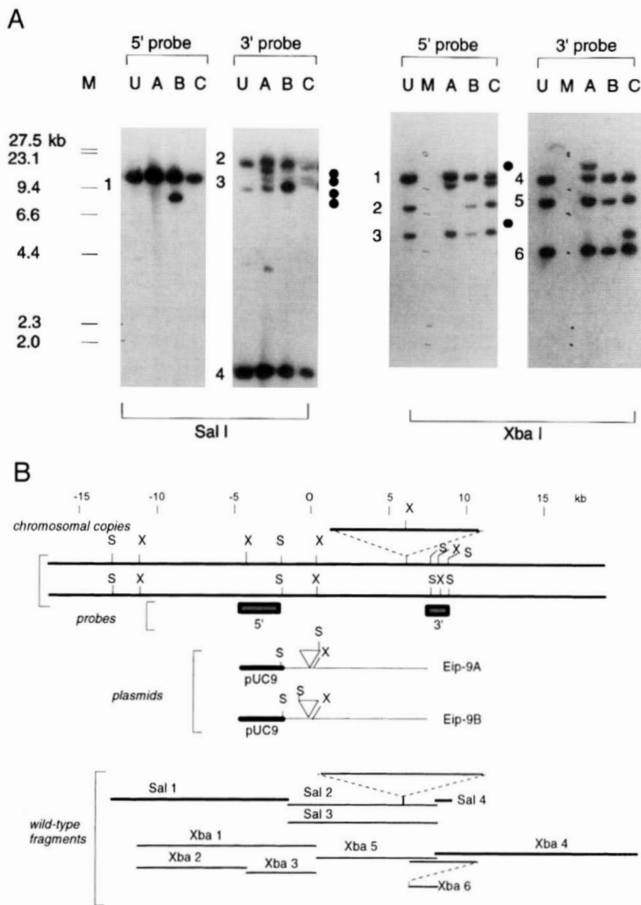 A
5' probe 3' probe 5' probe 3' probe
M U A B C U A B C U M A B C U M A B C
27.5 kb
23.1
9.4
6.6
4.4
2.3
2.0
1 2 3 4 1 2 3 4 5 6
Sal I Xba I
B
-15 -10 -5 0 5 10 15 kb
X
chromosomal copies
S X X S X S X S
S X S X S X S
probes 5' 3'
S
S X
plasmids pUC9 Eip-9A
S
S X
pUC9 Eip-9B
Sal 1 Sal 2 Sal 4
Sal 3
wild-type fragments
Xba 1 Xba 5 Xba 4
Xba 2 Xba 3
Xba 6